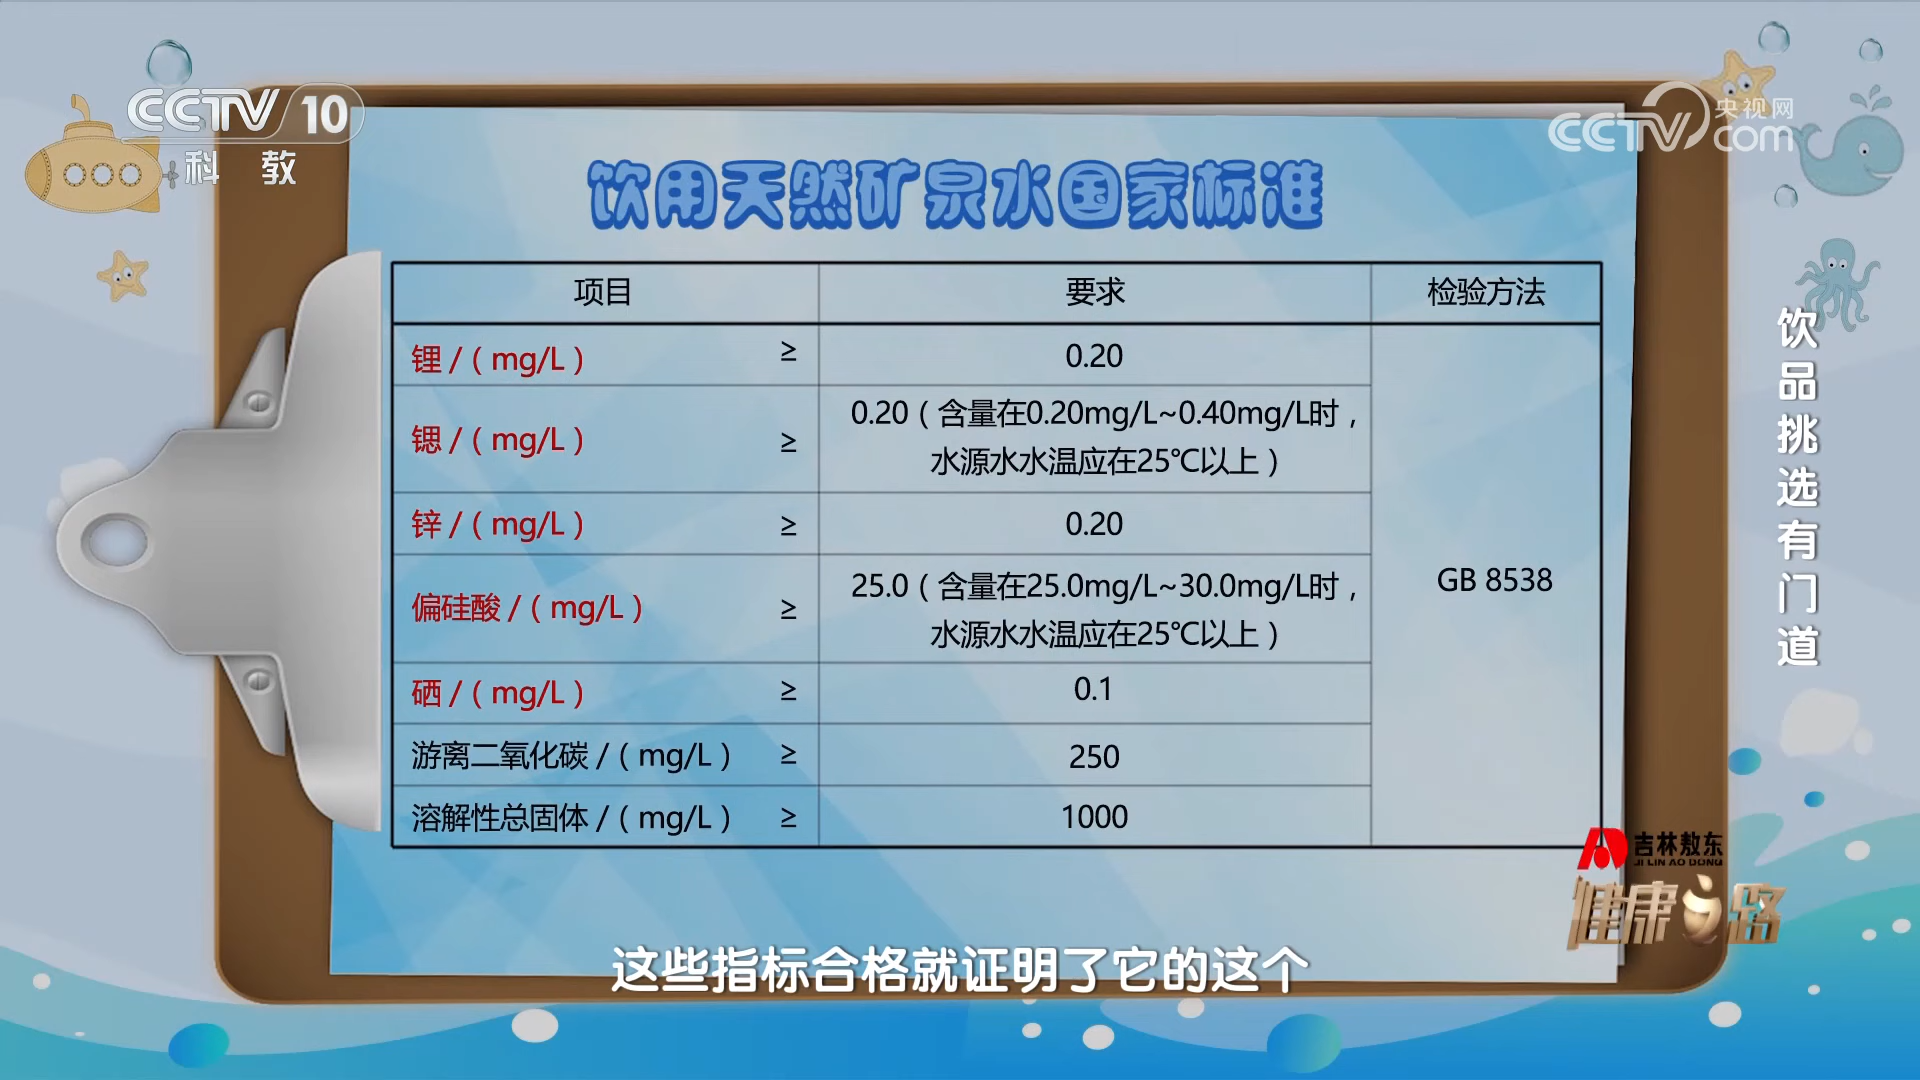 CCTV 10
科教
央视网
CCTV.com
饮用天然矿泉水国家标准
项目 要求 检验方法
锂 /（mg/L） ≥ 0.20
锶 /（mg/L） ≥ 0.20（含量在0.20mg/L~0.40mg/L时，
水源水水温应在25℃以上）
锌 /（mg/L） ≥ 0.20
偏硅酸 /（mg/L） ≥ 25.0（含量在25.0mg/L~30.0mg/L时，
水源水水温应在25℃以上）
GB 8538
硒 /（mg/L） ≥ 0.1
游离二氧化碳 /（mg/L） ≥ 250
溶解性总固体 /（mg/L） ≥ 1000
饮品挑选有门道
吉林敖东
JI LIN AO DONG
健康之路
这些指标合格就证明了它的这个